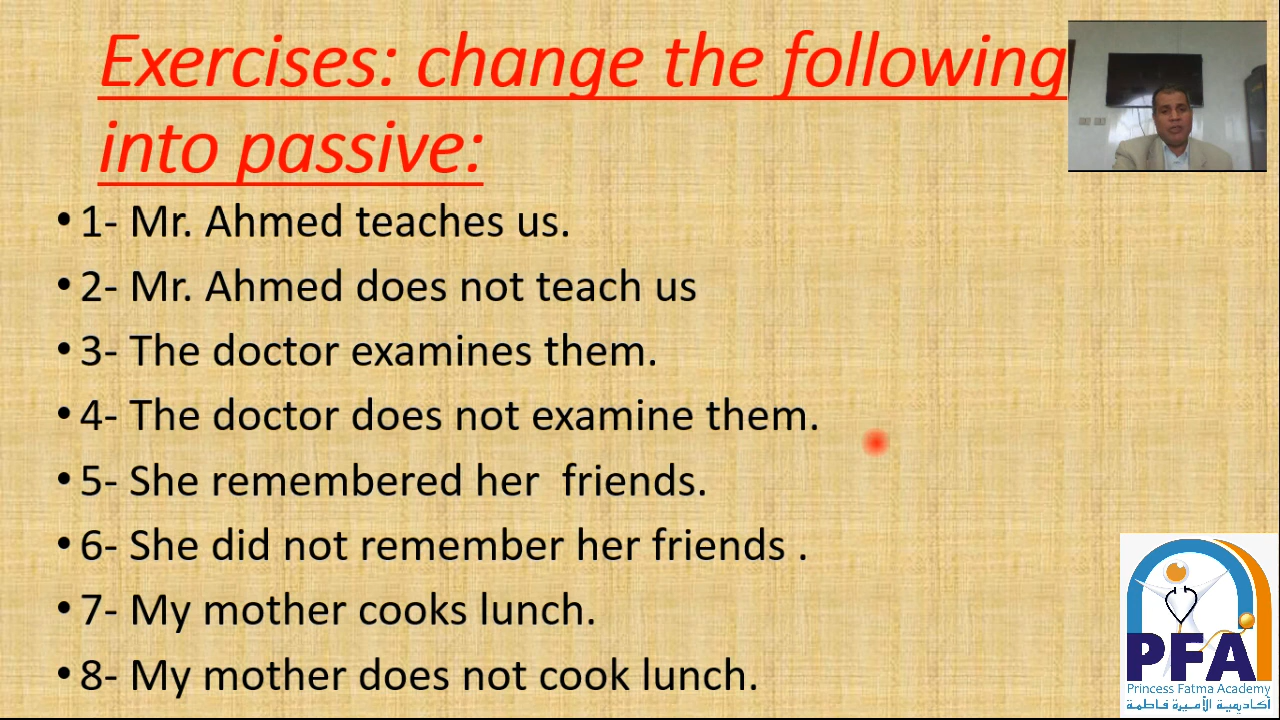 Exercises: change the following
into passive:
• 1- Mr. Ahmed teaches us.
• 2- Mr. Ahmed does not teach us
• 3- The doctor examines them.
• 4- The doctor does not examine them.
• 5- She remembered her  friends.
• 6- She did not remember her friends .
• 7- My mother cooks lunch.
• 8- My mother does not cook lunch.
PFA
Princess Fatma Academy
أكاديمية الأميرة فاطمة